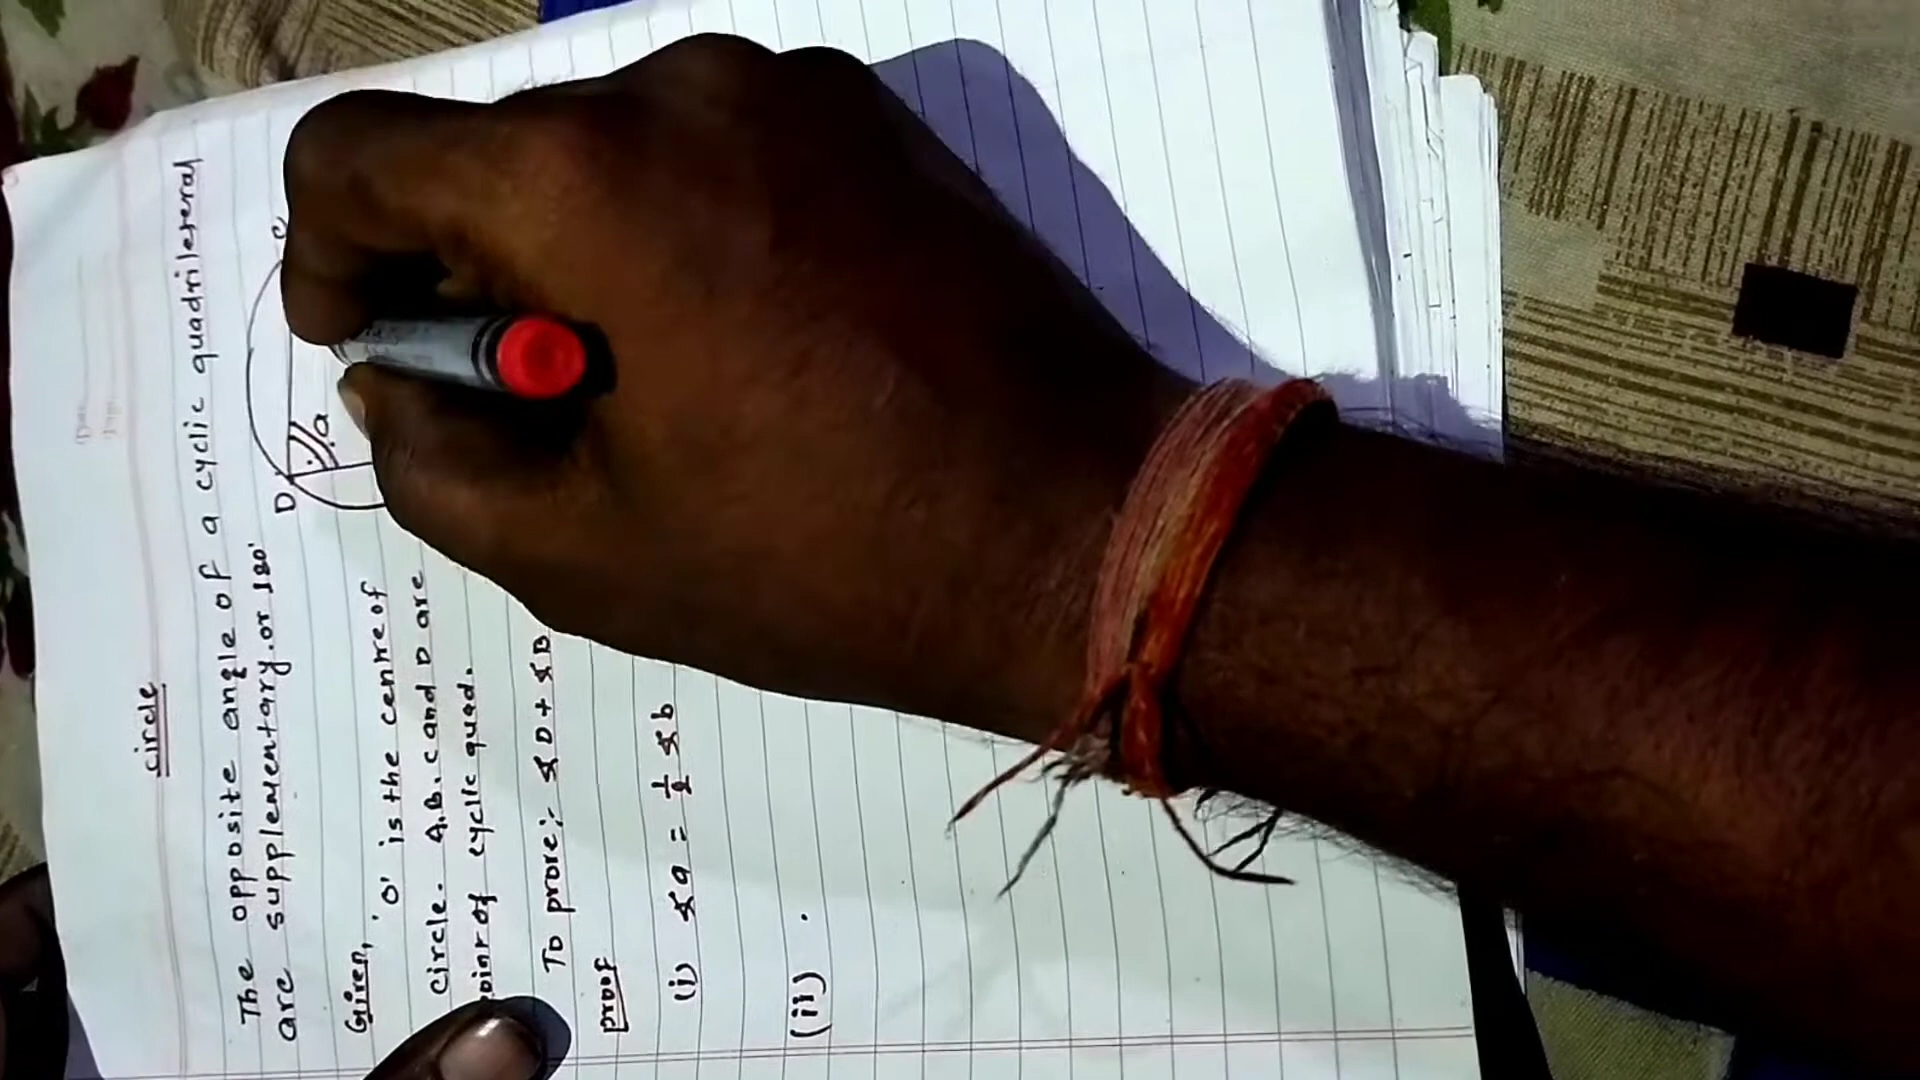 circle
The opposite angle of a cyclic quadrilateral
are supplementary. or 180°
D
a
Given, 'O' is the centre of
circle. A.B. C and D are
point of cyclic quad.
To prove:- ∡D + ∡B
proof
(i) ∡a = 1/2 ∡b
(ii) .